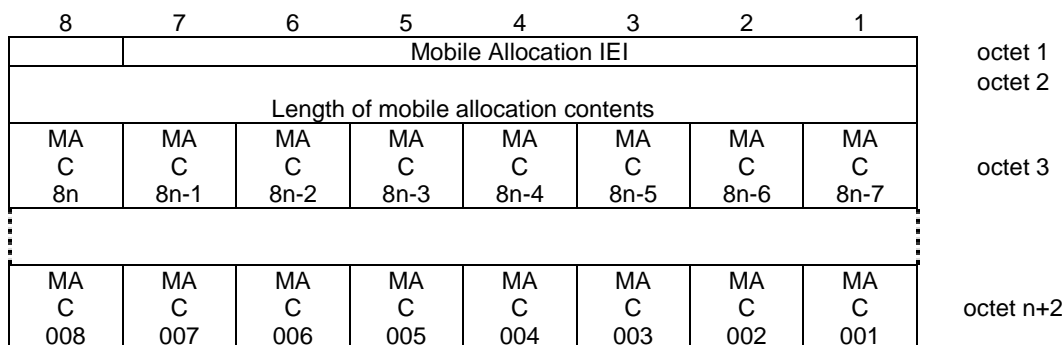 8 7 6 5 4 3 2 1
Mobile Allocation IEI octet 1
octet 2
Length of mobile allocation contents
MA MA MA MA MA MA MA MA
C C C C C C C C octet 3
8n 8n-1 8n-2 8n-3 8n-4 8n-5 8n-6 8n-7
MA MA MA MA MA MA MA MA
C C C C C C C C octet n+2
008 007 006 005 004 003 002 001